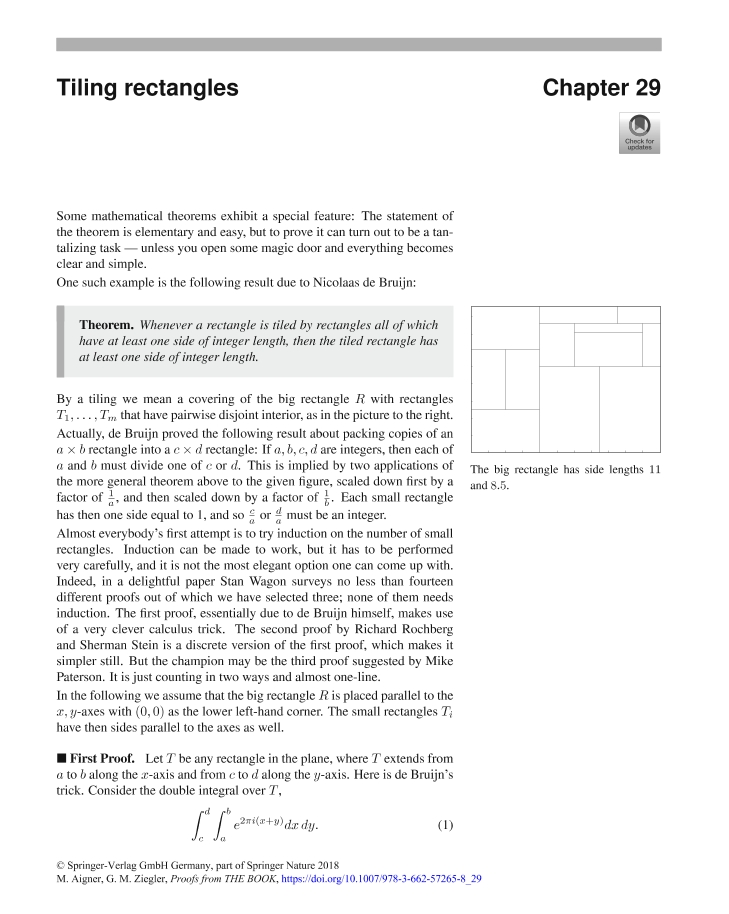 Tiling rectangles
Chapter 29
Check for
updates
Some mathematical theorems exhibit a special feature: The statement of
the theorem is elementary and easy, but to prove it can turn out to be a tan-
talizing task — unless you open some magic door and everything becomes
clear and simple.
One such example is the following result due to Nicolaas de Bruijn:
Theorem. Whenever a rectangle is tiled by rectangles all of which
have at least one side of integer length, then the tiled rectangle has
at least one side of integer length.
By a tiling we mean a covering of the big rectangle R with rectangles
T₁, . . . , Tₘ that have pairwise disjoint interior, as in the picture to the right.
Actually, de Bruijn proved the following result about packing copies of an
a × b rectangle into a c × d rectangle: If a, b, c, d are integers, then each of
a and b must divide one of c or d. This is implied by two applications of
the more general theorem above to the given figure, scaled down first by a
factor of 1/a, and then scaled down by a factor of 1/b. Each small rectangle
has then one side equal to 1, and so c/a or d/a must be an integer.
Almost everybody's first attempt is to try induction on the number of small
rectangles. Induction can be made to work, but it has to be performed
very carefully, and it is not the most elegant option one can come up with.
Indeed, in a delightful paper Stan Wagon surveys no less than fourteen
different proofs out of which we have selected three; none of them needs
induction. The first proof, essentially due to de Bruijn himself, makes use
of a very clever calculus trick. The second proof by Richard Rochberg
and Sherman Stein is a discrete version of the first proof, which makes it
simpler still. But the champion may be the third proof suggested by Mike
Paterson. It is just counting in two ways and almost one-line.
In the following we assume that the big rectangle R is placed parallel to the
x, y-axes with (0, 0) as the lower left-hand corner. The small rectangles Tᵢ
have then sides parallel to the axes as well.
■ First Proof. Let T be any rectangle in the plane, where T extends from
a to b along the x-axis and from c to d along the y-axis. Here is de Bruijn's
trick. Consider the double integral over T,
∫_c^d ∫_a^b e^{2πi(x+y)} dx dy. (1)
The big rectangle has side lengths 11
and 8.5.
© Springer-Verlag GmbH Germany, part of Springer Nature 2018
M. Aigner, G. M. Ziegler, Proofs from THE BOOK, https://doi.org/10.1007/978-3-662-57265-8_29